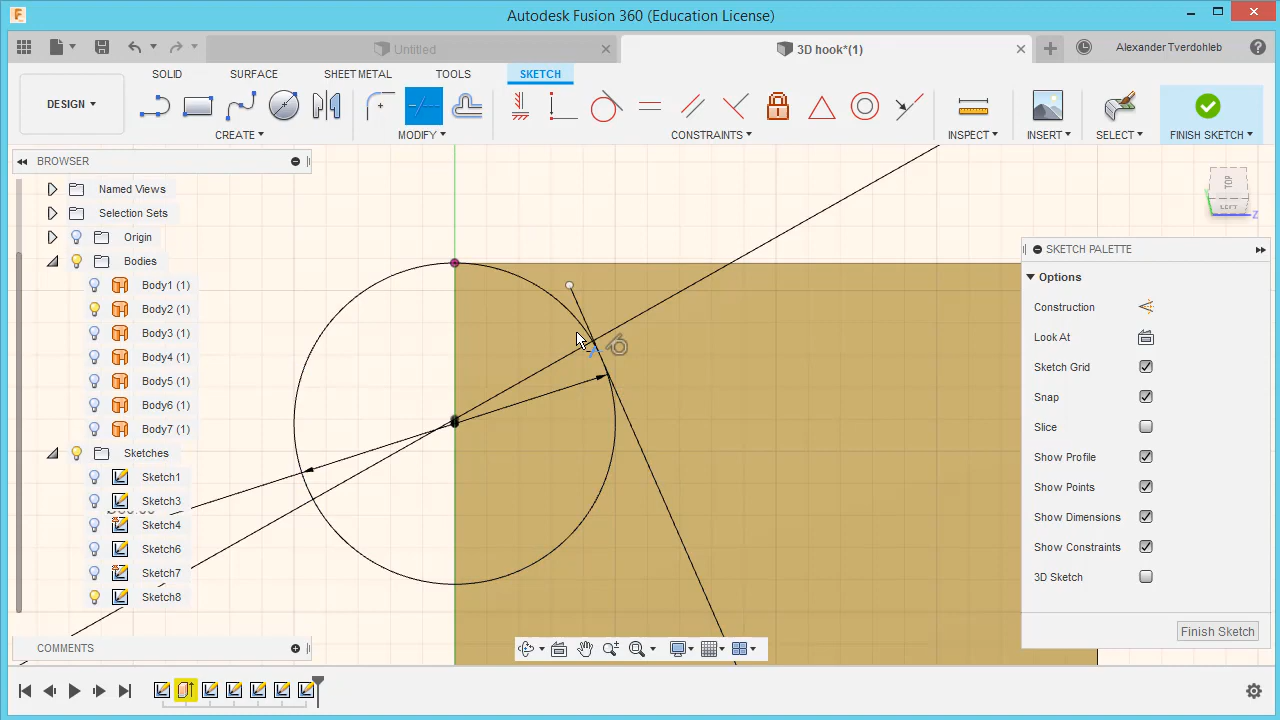 Autodesk Fusion 360 (Education License)
Untitled
3D hook*(1)
Alexander Tverdohleb
DESIGN
SOLID
SURFACE
SHEET METAL
TOOLS
SKETCH
CREATE
MODIFY
CONSTRAINTS
INSPECT
INSERT
SELECT
FINISH SKETCH
BROWSER
Named Views
Selection Sets
Origin
Bodies
Body1 (1)
Body2 (1)
Body3 (1)
Body4 (1)
Body5 (1)
Body6 (1)
Body7 (1)
Sketches
Sketch1
Sketch3
Sketch4
Sketch6
Sketch7
Sketch8
COMMENTS
TOP
LEFT
Z
SKETCH PALETTE
Options
Construction
Look At
Sketch Grid
Snap
Slice
Show Profile
Show Points
Show Dimensions
Show Constraints
3D Sketch
Finish Sketch